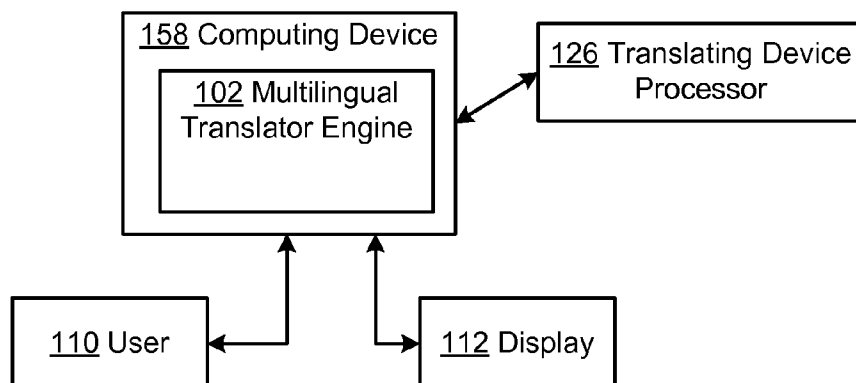 158 Computing Device
102 Multilingual
Translator Engine
126 Translating Device
Processor
110 User
112 Display